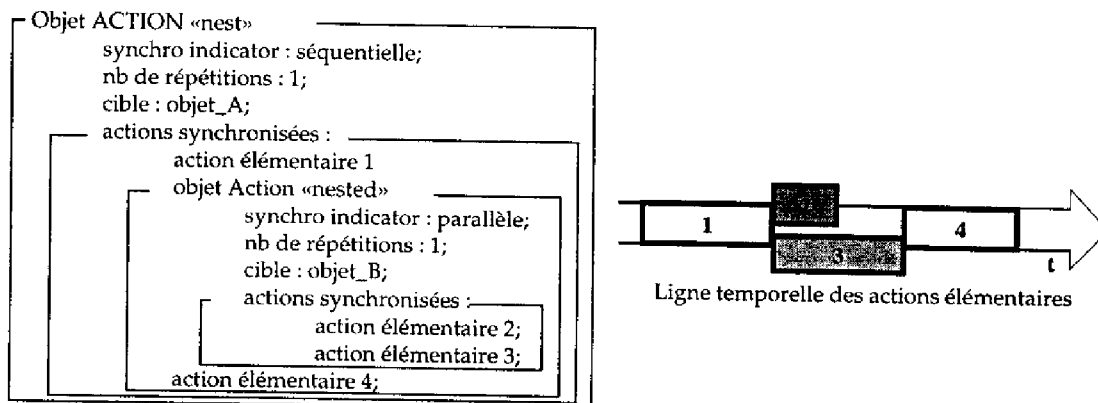 Objet ACTION «nest»
synchro indicator : séquentielle;
nb de répétitions : 1;
cible : objet_A;
actions synchronisées :
action élémentaire 1
objet Action «nested»
synchro indicator : parallèle;
nb de répétitions : 1;
cible : objet_B;
actions synchronisées :
action élémentaire 2;
action élémentaire 3;
action élémentaire 4;
1
3
4
t
Ligne temporelle des actions élémentaires